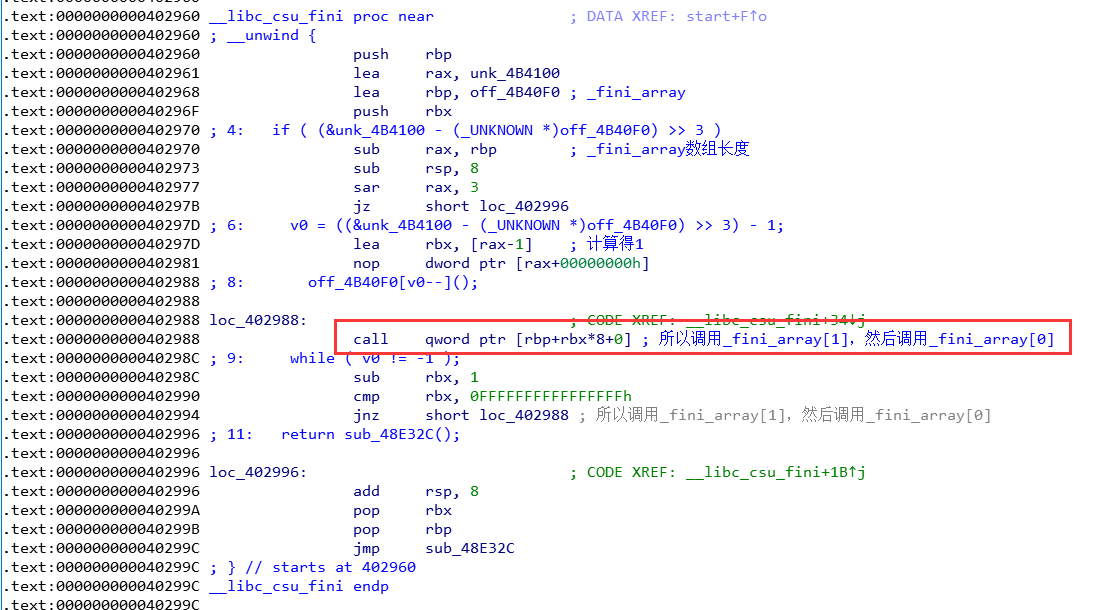 .text:0000000000402960 __libc_csu_fini proc near ; DATA XREF: start+F↑o
.text:0000000000402960 ; __unwind {
.text:0000000000402960 push rbp
.text:0000000000402961 lea rax, unk_4B4100
.text:0000000000402968 lea rbp, off_4B40F0 ; _fini_array
.text:000000000040296F push rbx
.text:0000000000402970 ; 4: if ( (&unk_4B4100 - (_UNKNOWN *)off_4B40F0) >> 3 )
.text:0000000000402970 sub rax, rbp ; _fini_array数组长度
.text:0000000000402973 sub rsp, 8
.text:0000000000402977 sar rax, 3
.text:000000000040297B jz short loc_402996
.text:000000000040297D ; 6: v0 = ((&unk_4B4100 - (_UNKNOWN *)off_4B40F0) >> 3) - 1;
.text:000000000040297D lea rbx, [rax-1] ; 计算得1
.text:0000000000402981 nop dword ptr [rax+00000000h]
.text:0000000000402988 ; 8: off_4B40F0[v0--]();
.text:0000000000402988
.text:0000000000402988 loc_402988: ; CODE XREF: __libc_csu_fini+34↓j
.text:0000000000402988 call qword ptr [rbp+rbx*8+0] ; 所以调用_fini_array[1]，然后调用_fini_array[0]
.text:000000000040298C ; 9: while ( v0 != -1 );
.text:000000000040298C sub rbx, 1
.text:0000000000402990 cmp rbx, 0FFFFFFFFFFFFFFFFh
.text:0000000000402994 jnz short loc_402988 ; 所以调用_fini_array[1]，然后调用_fini_array[0]
.text:0000000000402996 ; 11: return sub_48E32C();
.text:0000000000402996
.text:0000000000402996 loc_402996: ; CODE XREF: __libc_csu_fini+1B↑j
.text:0000000000402996 add rsp, 8
.text:000000000040299A pop rbx
.text:000000000040299B pop rbp
.text:000000000040299C jmp sub_48E32C
.text:000000000040299C ; } // starts at 402960
.text:000000000040299C __libc_csu_fini endp
.text:000000000040299C